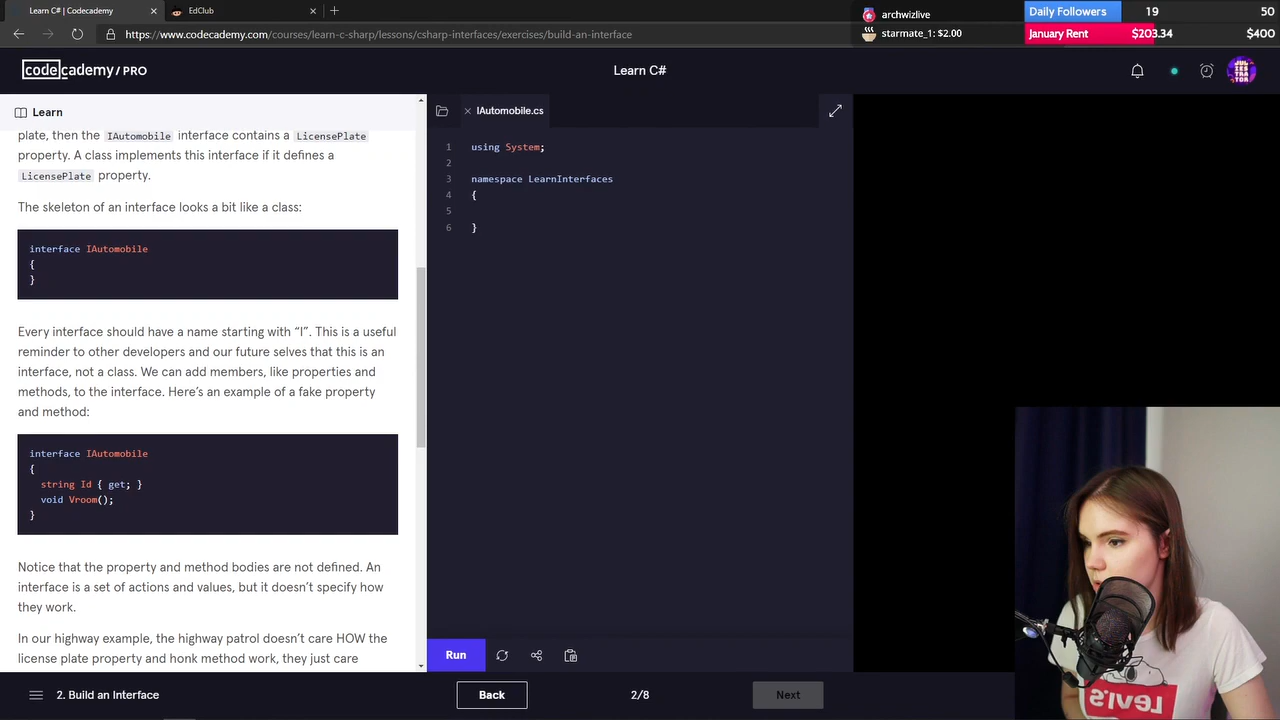 Learn C# | Codecademy
EdClub
https://www.codecademy.com/courses/learn-c-sharp/lessons/csharp-interfaces/exercises/build-an-interface
archwizlive
starmate_1: $2.00
Daily Followers 19 50
January Rent $203.34 $400
codecademy/PRO
Learn C#
Learn
plate, then the IAutomobile interface contains a LicensePlate
property. A class implements this interface if it defines a
LicensePlate property.
The skeleton of an interface looks a bit like a class:
interface IAutomobile
{
}
Every interface should have a name starting with “I”. This is a useful
reminder to other developers and our future selves that this is an
interface, not a class. We can add members, like properties and
methods, to the interface. Here’s an example of a fake property
and method:
interface IAutomobile
{
string Id { get; }
void Vroom();
}
Notice that the property and method bodies are not defined. An
interface is a set of actions and values, but it doesn’t specify how
they work.
In our highway example, the highway patrol doesn’t care HOW the
license plate property and honk method work, they just care
IAutomobile.cs
1 using System;
2
3 namespace LearnInterfaces
4 {
5
6 }
Run
2. Build an Interface
Back
2/8
Next